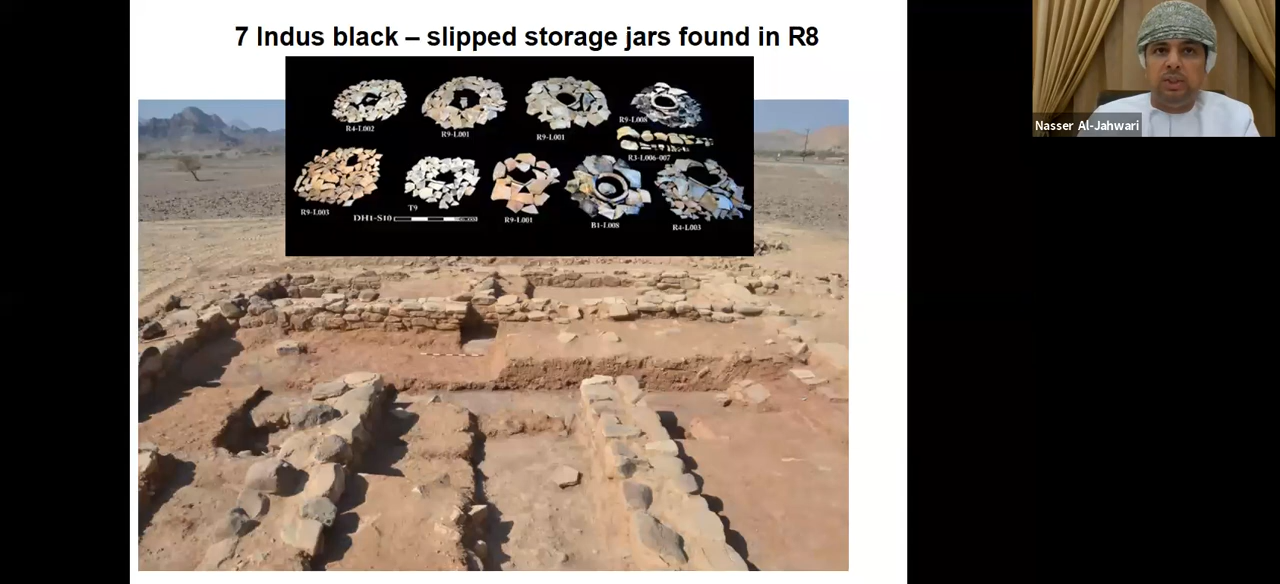 7 Indus black – slipped storage jars found in R8
Nasser Al-Jahwari
R4-L002
R9-L001
R9-L001
R9-L008
R3-L006-007
R9-L003
T9
DH1-S10
R9-L001
B1-L008
R4-L003